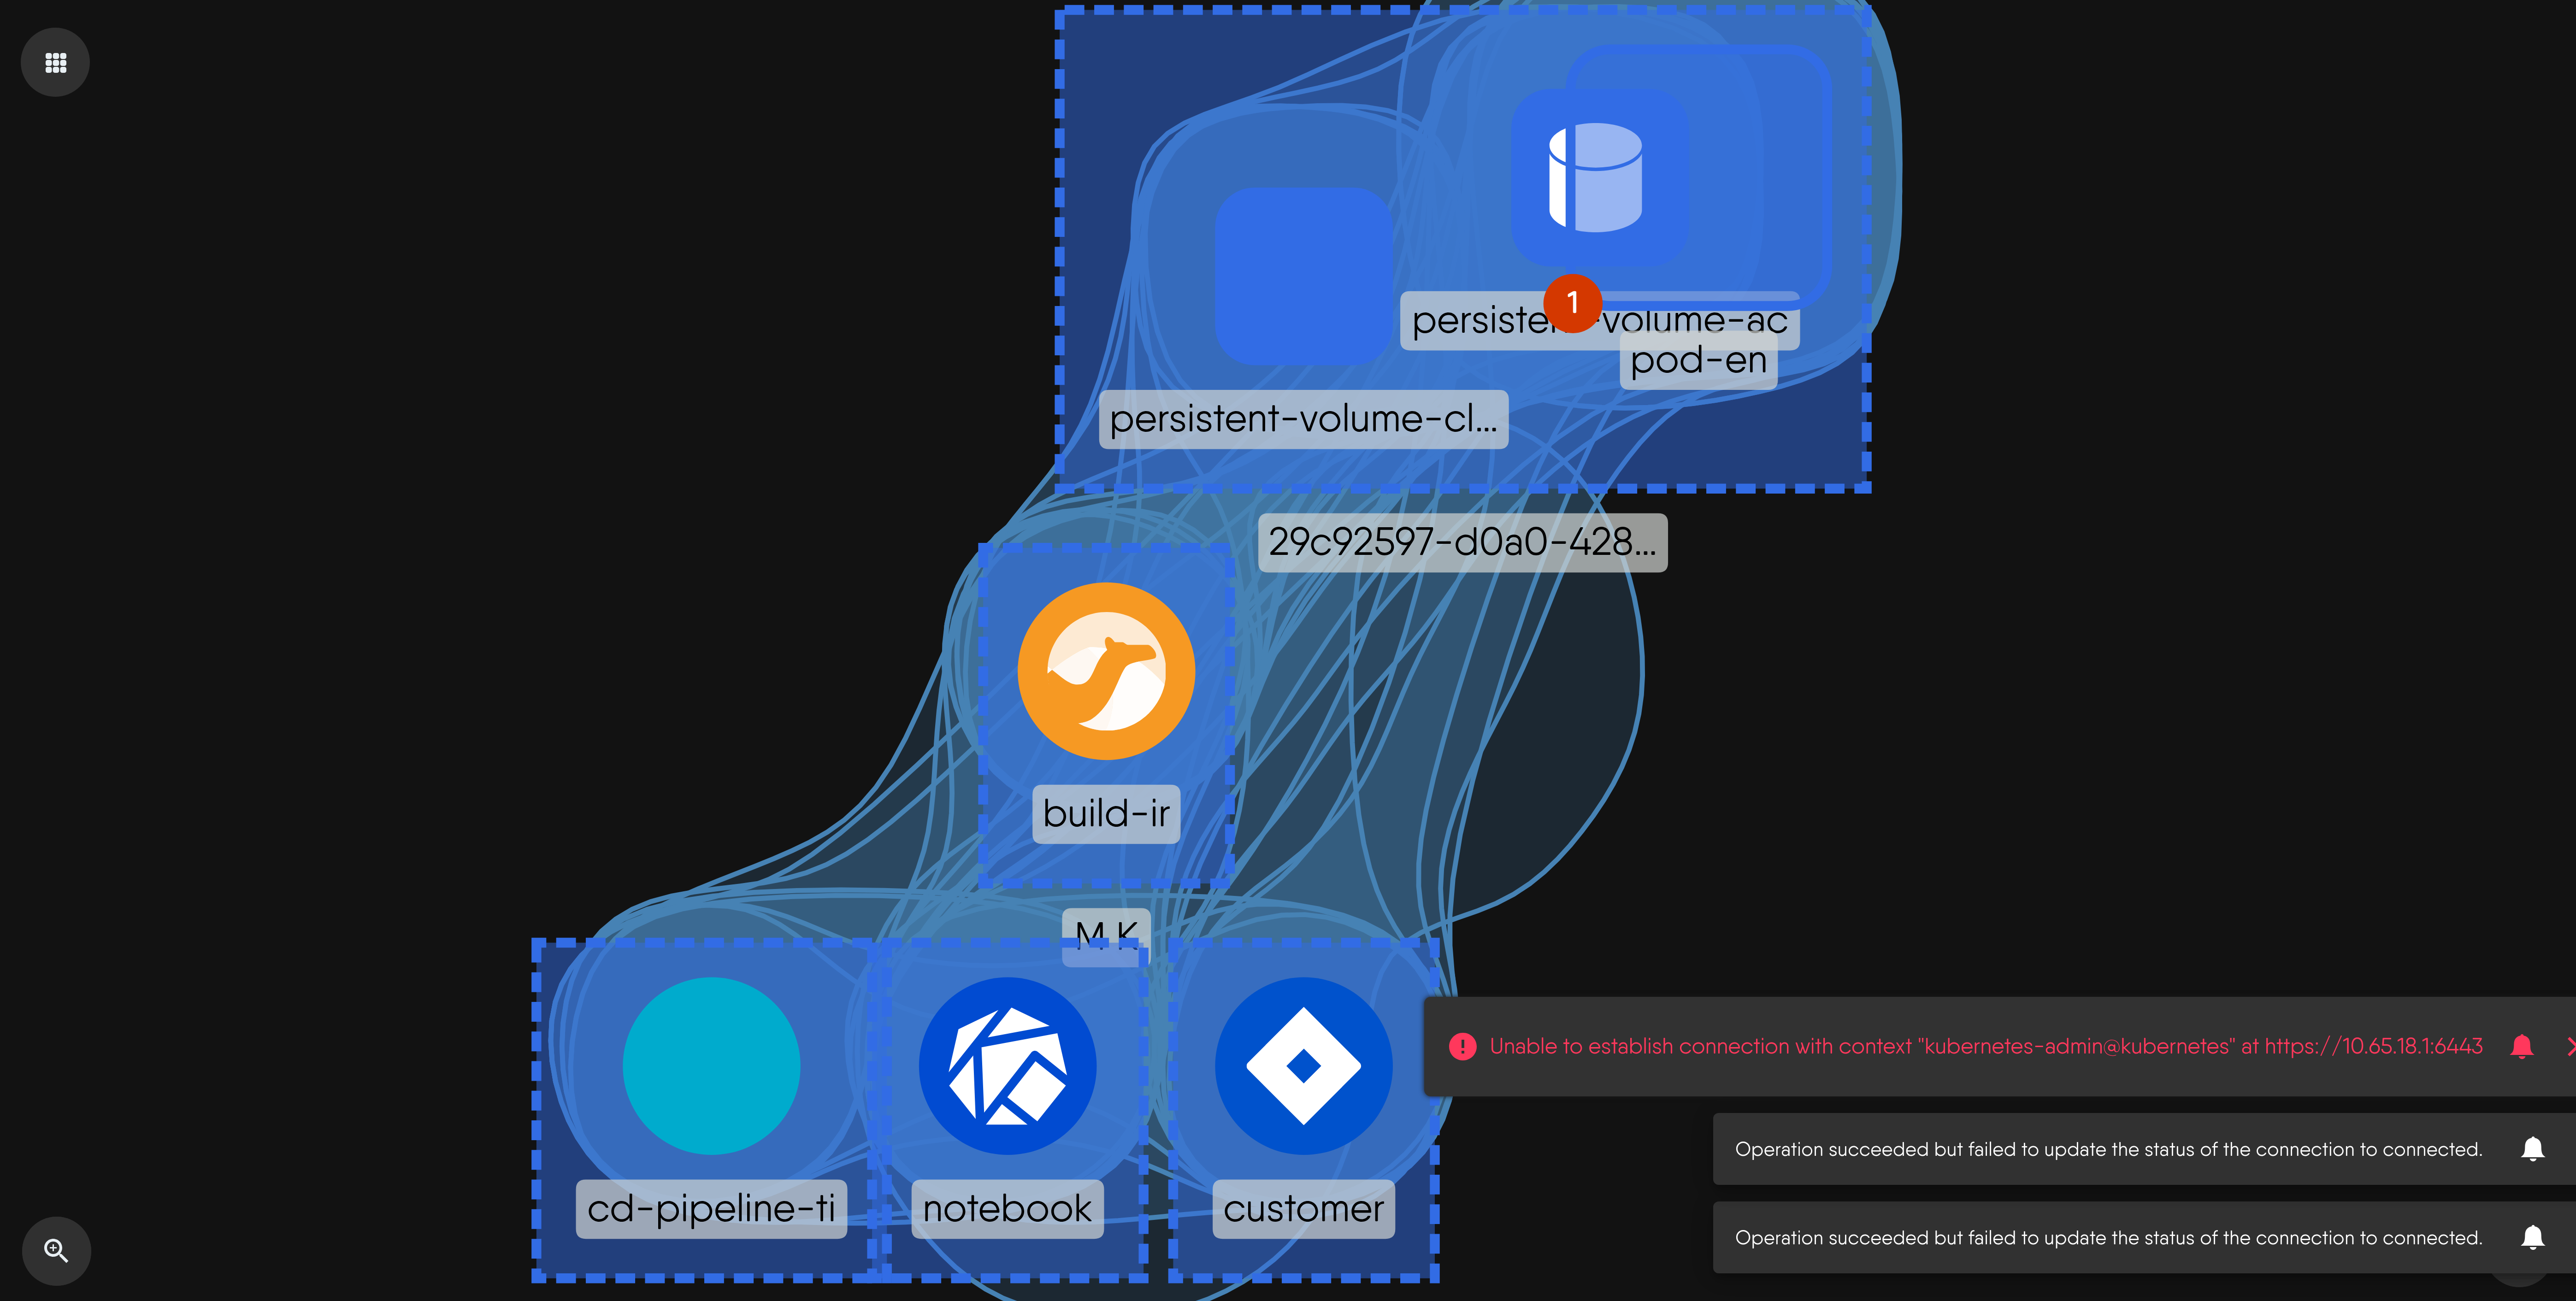 1
persistent-volume-ac
pod-en
persistent-volume-cl...
29c92597-d0a0-428...
build-ir
M K
cd-pipeline-ti
notebook
customer
Unable to establish connection with context "kubernetes-admin@kubernetes" at https://10.65.18.1:6443
Operation succeeded but failed to update the status of the connection to connected.
Operation succeeded but failed to update the status of the connection to connected.